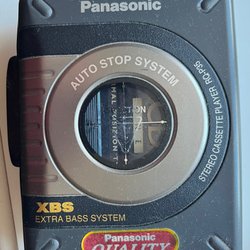 Panasonic
AUTO STOP SYSTEM
STEREO CASSETTE PLAYER RQ-P35
XBS
EXTRA BASS SYSTEM
Panasonic
QUALITY